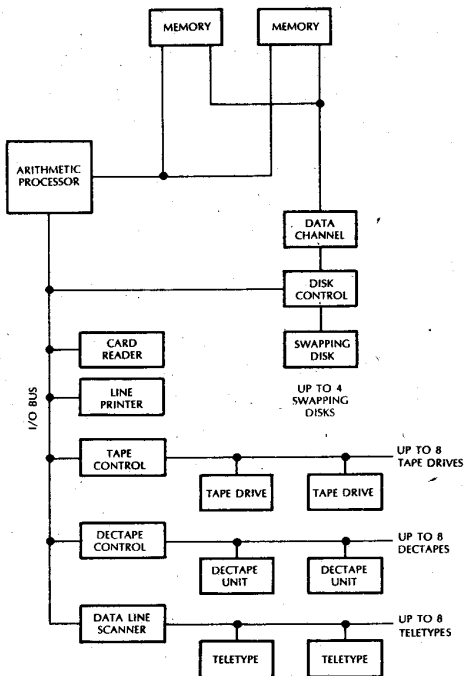 MEMORY
MEMORY
ARITHMETIC
PROCESSOR
DATA
CHANNEL
DISK
CONTROL
SWAPPING
DISK
UP TO 4
SWAPPING
DISKS
I/O BUS
CARD
READER
LINE
PRINTER
TAPE
CONTROL
UP TO 8
TAPE DRIVES
TAPE DRIVE
TAPE DRIVE
DECTAPE
CONTROL
UP TO 8
DECTAPES
DECTAPE
UNIT
DECTAPE
UNIT
DATA LINE
SCANNER
UP TO 8
TELETYPES
TELETYPE
TELETYPE